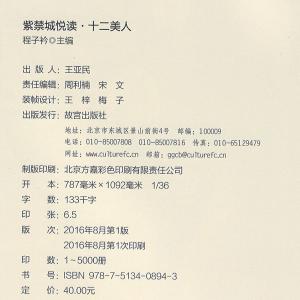 紫禁城悦读·十二美人
程子衿◎主编
出 版 人：王亚民
责任编辑：周利楠 宋 文
装帧设计：王 梓 梅 子
出版发行：故宫出版社
地址：北京市东城区景山前街4号 邮编：100009
电话：010-85007808 010-85007816 传真：010-65129479
网址：www.culturefc.cn 邮箱：ggcb@culturefc.cn
制版印刷：北京方嘉彩色印刷有限责任公司
开 本：787毫米×1092毫米 1/36
字 数：133千字
印 张：6.5
版 次：2016年8月第1版
2016年8月第1次印刷
印 数：1~5000册
书 号：ISBN 978-7-5134-0894-3
定 价：40.00元